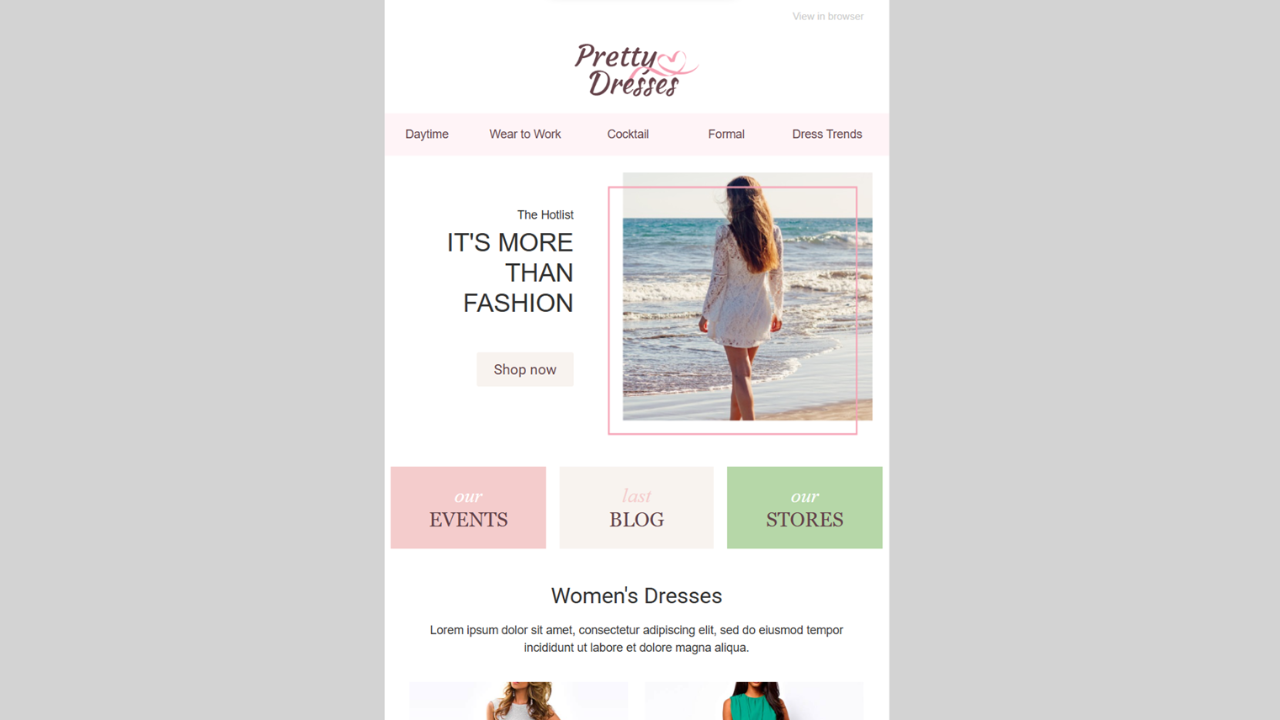 View in browser
Pretty
Dresses
Daytime Wear to Work Cocktail Formal Dress Trends
The Hotlist
IT'S MORE
THAN
FASHION
Shop now
our
EVENTS
last
BLOG
our
STORES
Women's Dresses
Lorem ipsum dolor sit amet, consectetur adipiscing elit, sed do eiusmod tempor
incididunt ut labore et dolore magna aliqua.